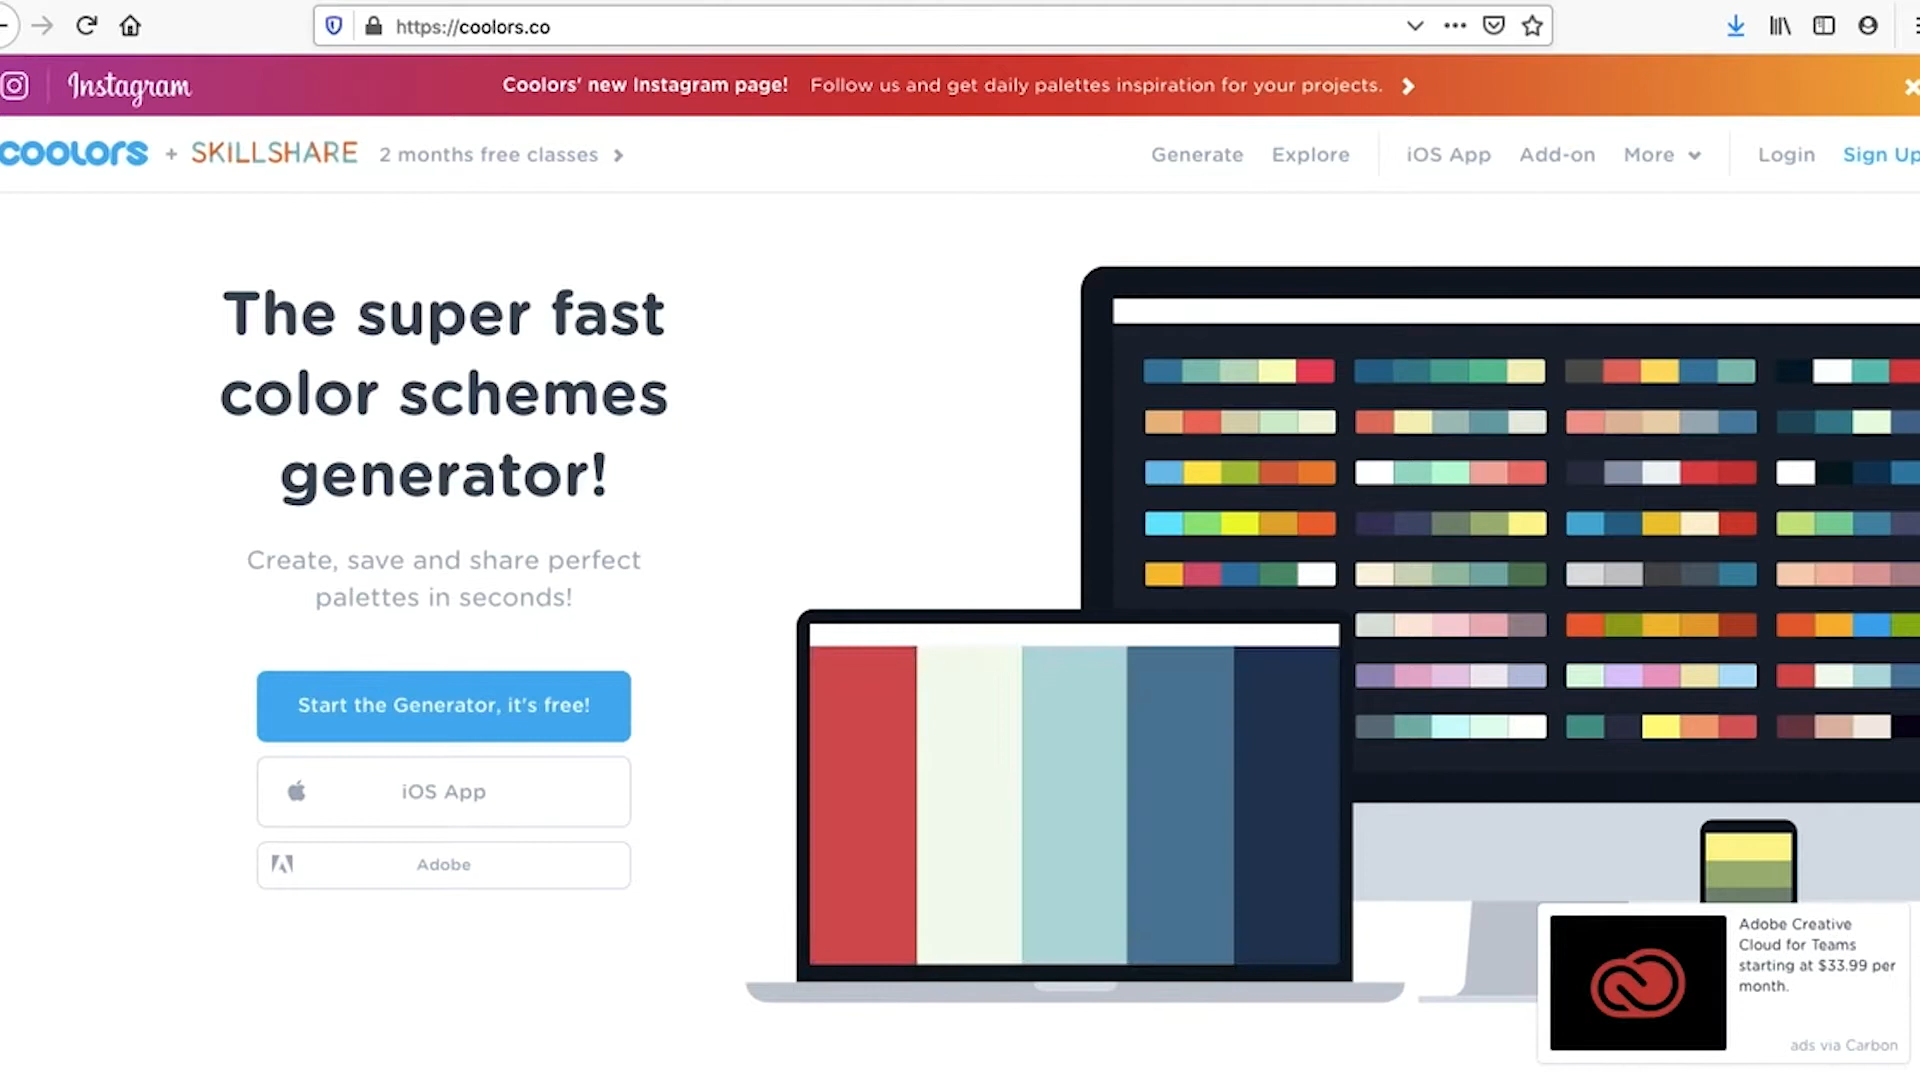 https://coolors.co
Instagram
Coolors' new Instagram page! Follow us and get daily palettes inspiration for your projects.
coolors + SKILLSHARE 2 months free classes
Generate Explore iOS App Add-on More Login Sign Up
The super fast
color schemes
generator!
Create, save and share perfect
palettes in seconds!
Start the Generator, it's free!
iOS App
Adobe
Adobe Creative
Cloud for Teams
starting at $33.99 per
month.
ads via Carbon